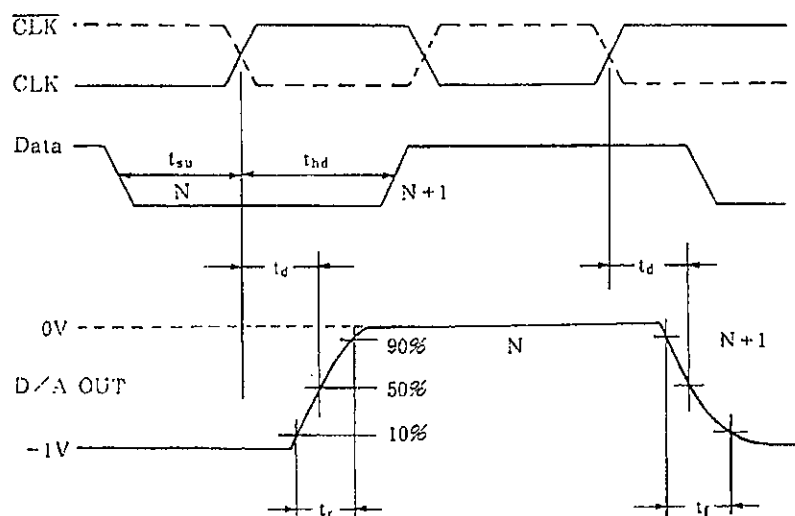 CLK
CLK
Data
tsu
thd
N
N+1
td
td
0V
90%
N
N+1
D/A OUT
50%
10%
-1V
tr
tf